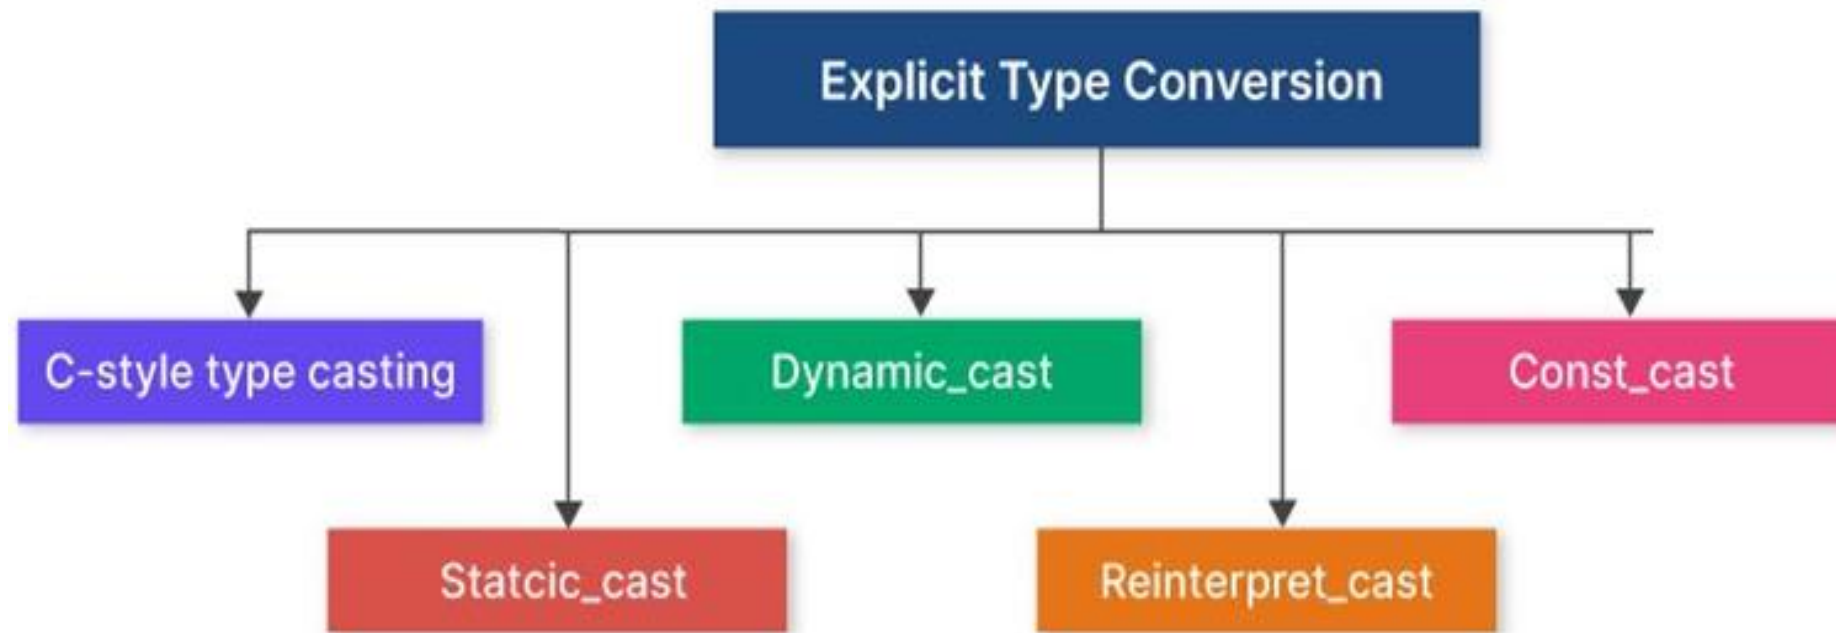 Explicit Type Conversion
C-style type casting
Dynamic_cast
Const_cast
Statcic_cast
Reinterpret_cast